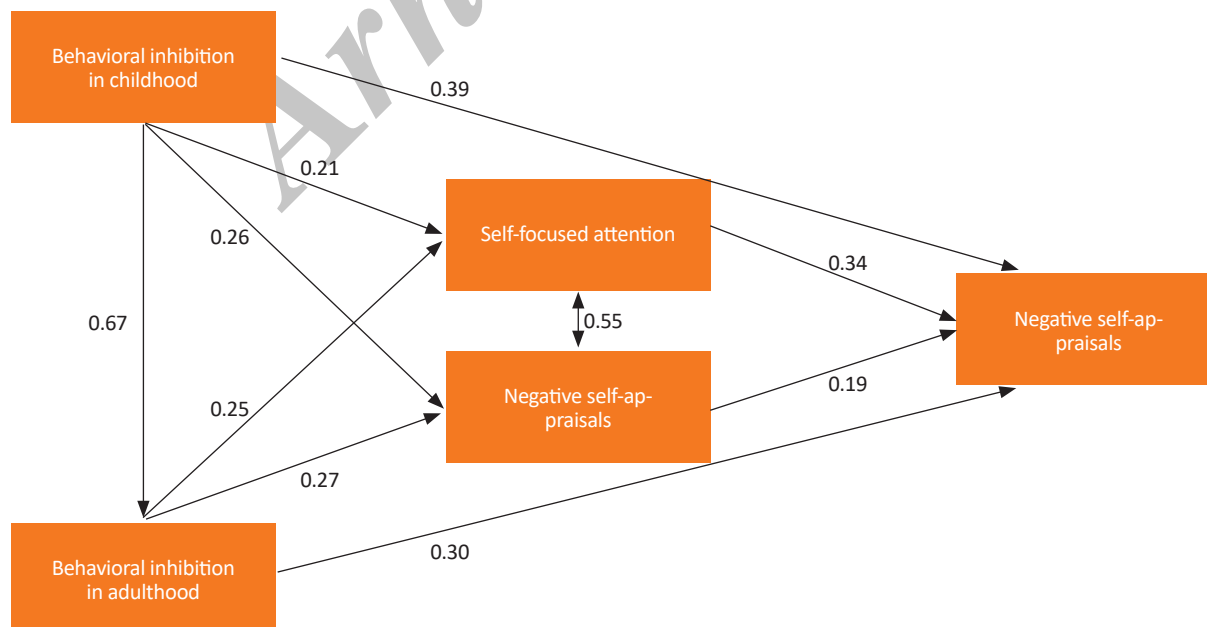 Behavioral inhibition
in childhood
0.39
0.21
Self-focused attention
0.26
0.34
0.67
0.55
Negative self-ap-
praisals
Negative self-ap-
praisals
0.25
0.19
0.27
0.30
Behavioral inhibition
in adulthood